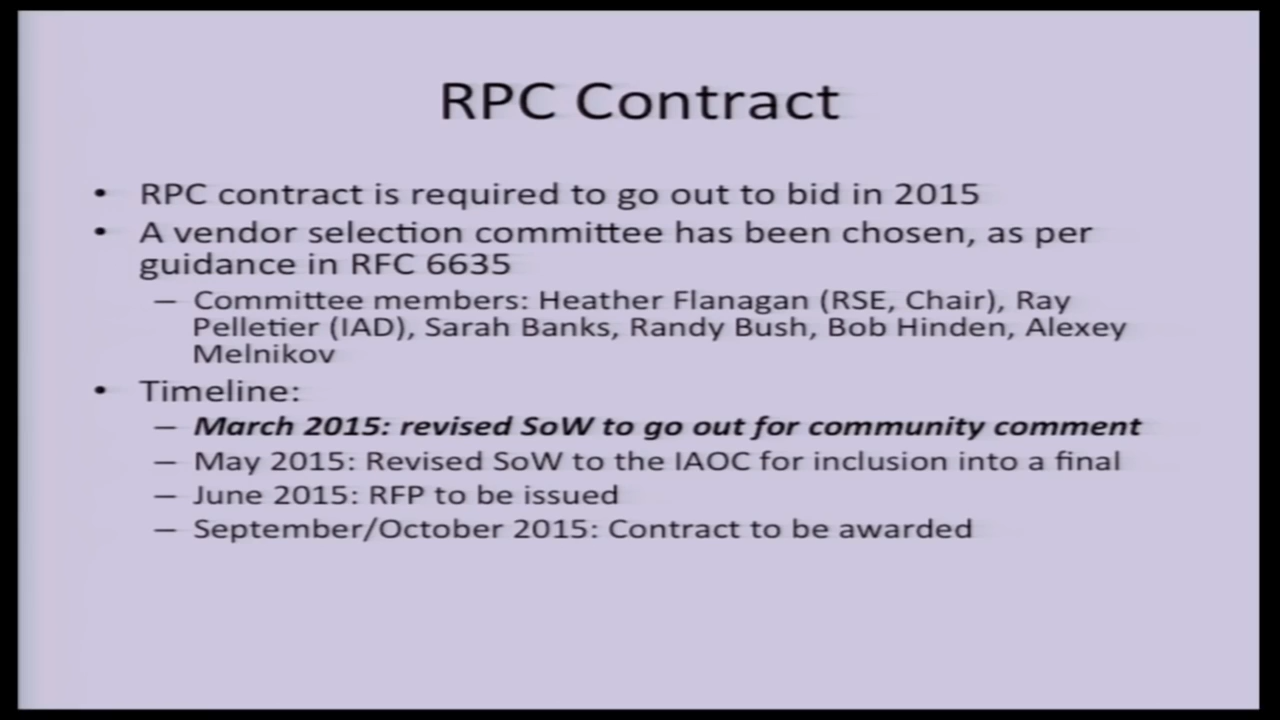 RPC Contract
• RPC contract is required to go out to bid in 2015
• A vendor selection committee has been chosen, as per
guidance in RFC 6635
– Committee members: Heather Flanagan (RSE, Chair), Ray
Pelletier (IAD), Sarah Banks, Randy Bush, Bob Hinden, Alexey
Melnikov
• Timeline:
– March 2015: revised SoW to go out for community comment
– May 2015: Revised SoW to the IAOC for inclusion into a final
– June 2015: RFP to be issued
– September/October 2015: Contract to be awarded